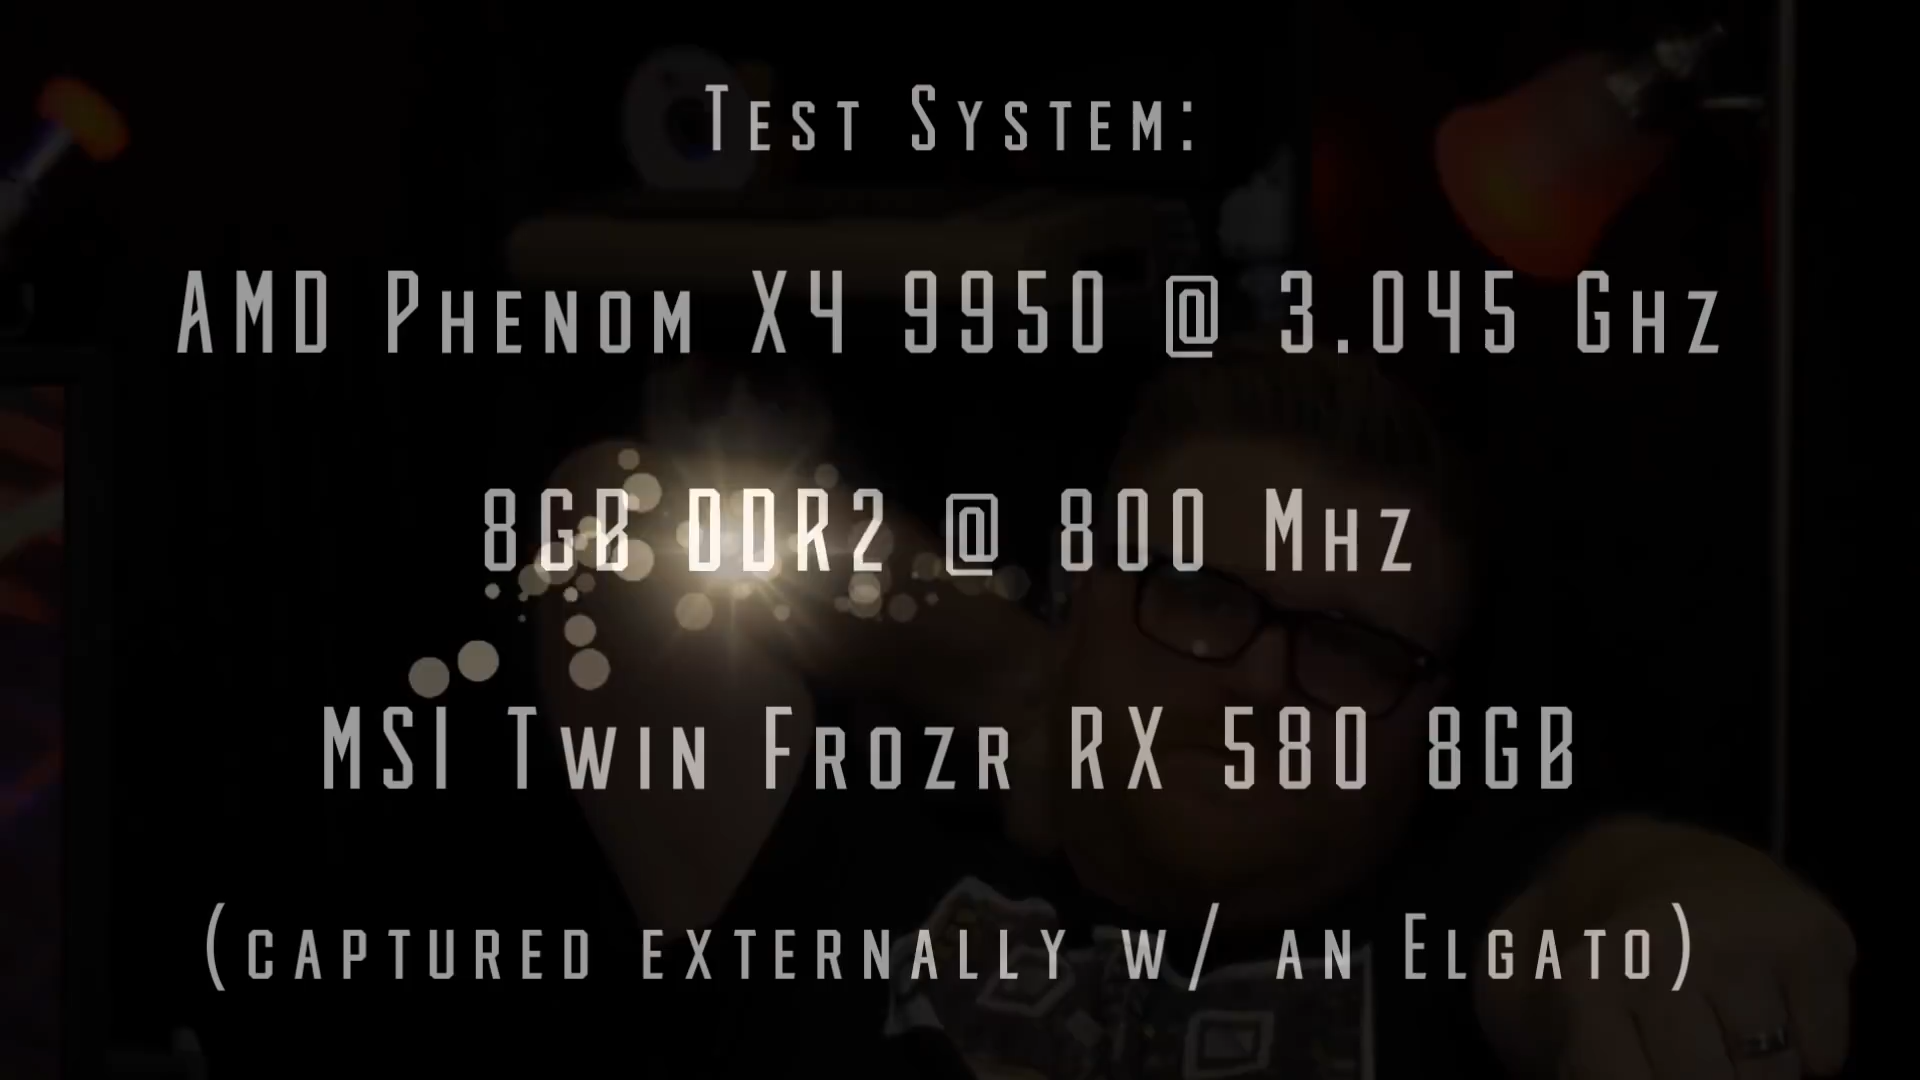 Test System:
AMD Phenom X4 9950 @ 3.045 Ghz
8GB DDR2 @ 800 Mhz
MSI Twin Frozr RX 580 8GB
(captured externally w/ an Elgato)